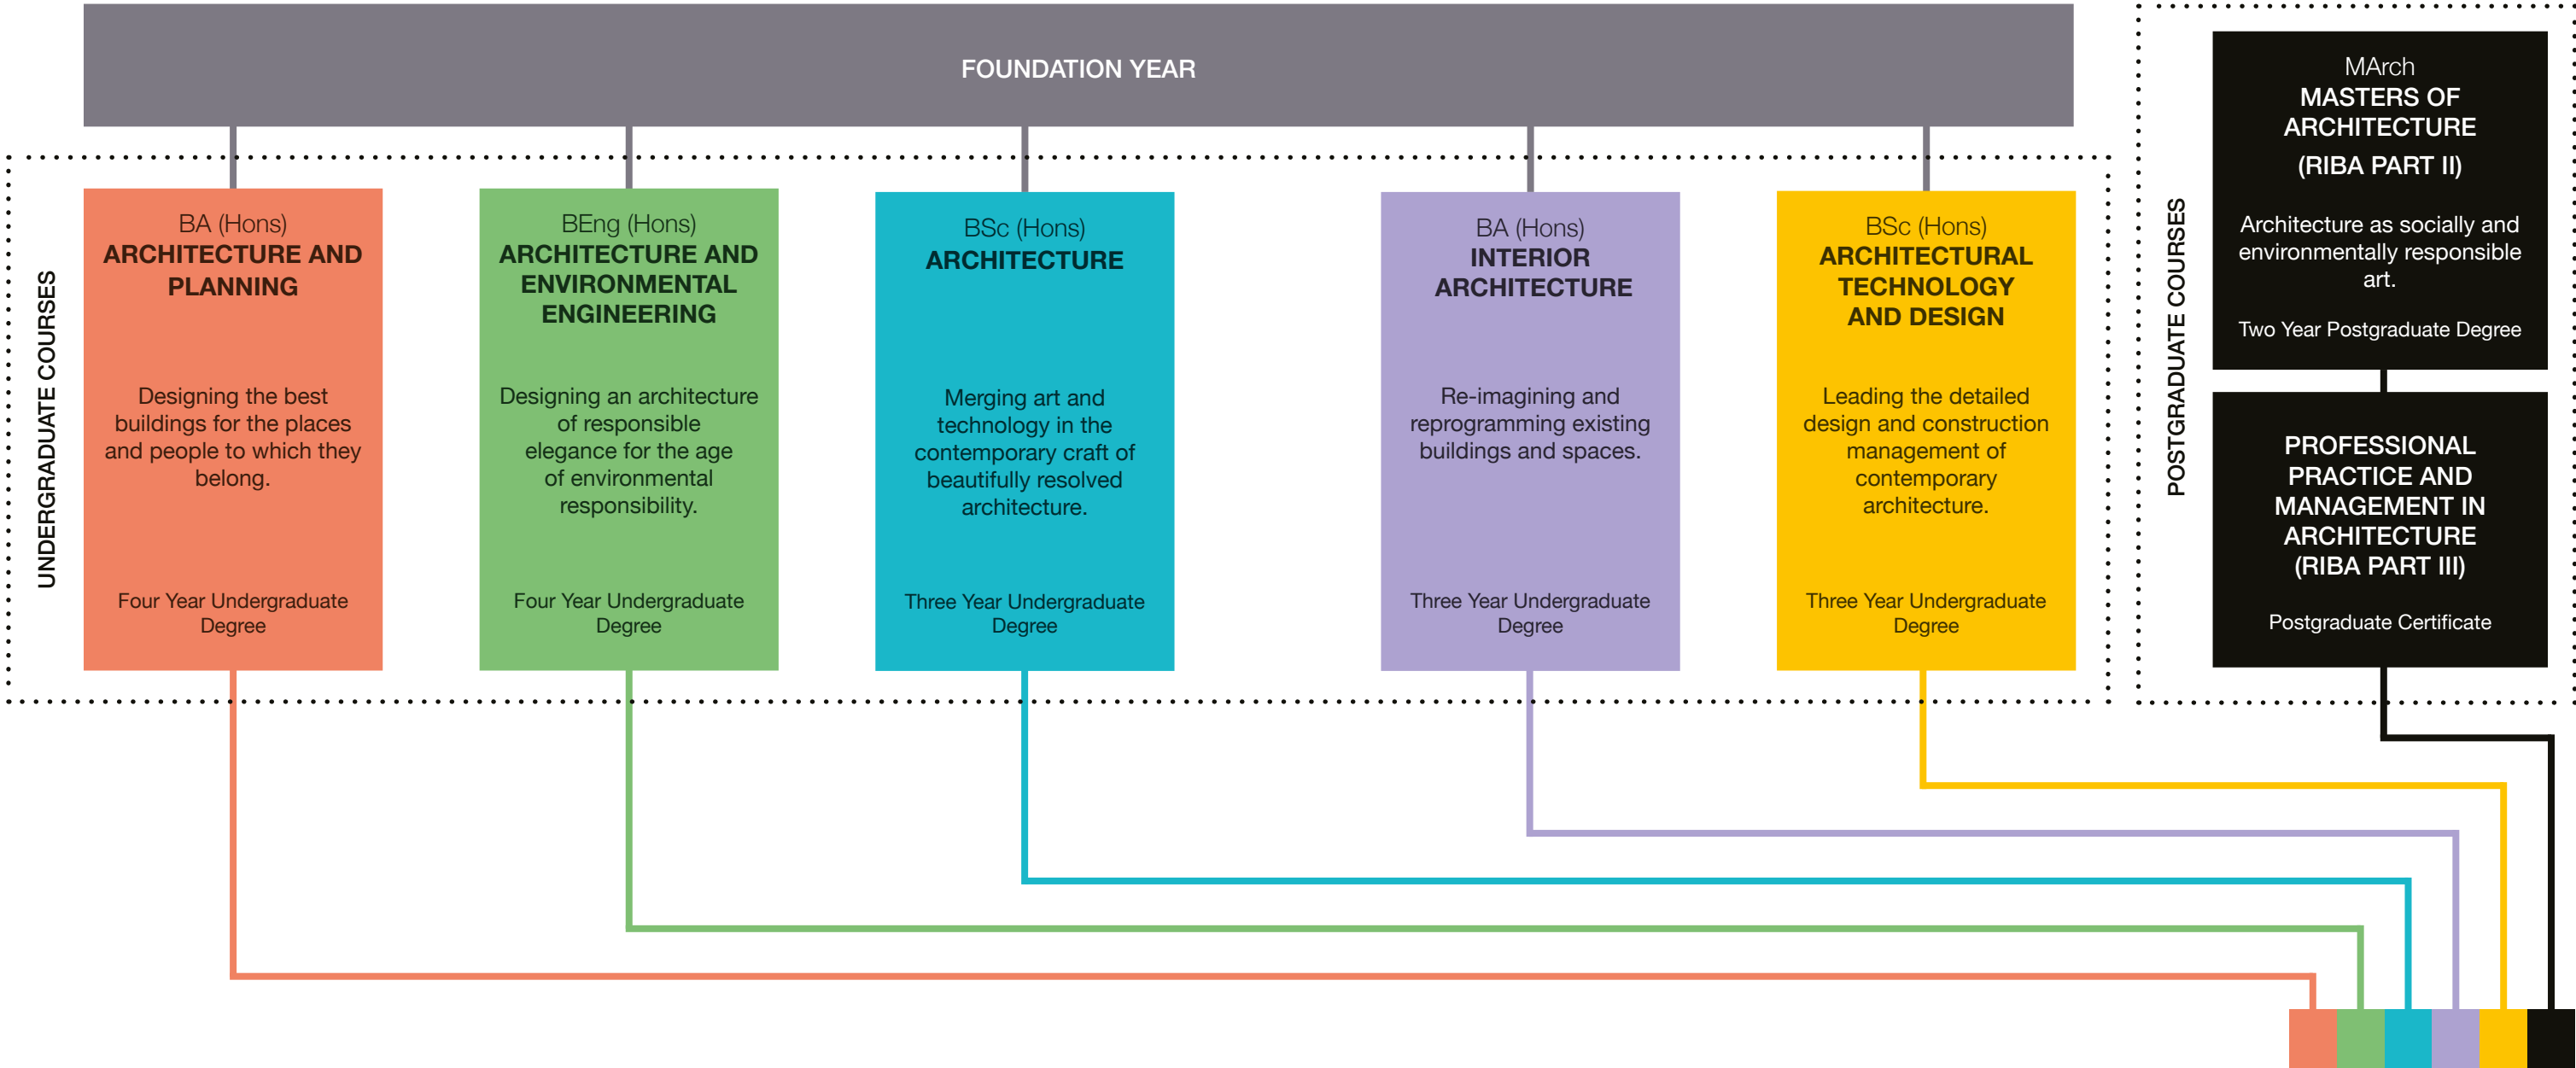 FOUNDATION YEAR
UNDERGRADUATE COURSES
BA (Hons)
ARCHITECTURE AND
PLANNING
Designing the best
buildings for the places
and people to which they
belong.
Four Year Undergraduate
Degree
BEng (Hons)
ARCHITECTURE AND
ENVIRONMENTAL
ENGINEERING
Designing an architecture
of responsible
elegance for the age
of environmental
responsibility.
Four Year Undergraduate
Degree
BSc (Hons)
ARCHITECTURE
Merging art and
technology in the
contemporary craft of
beautifully resolved
architecture.
Three Year Undergraduate
Degree
BA (Hons)
INTERIOR
ARCHITECTURE
Re-imagining and
reprogramming existing
buildings and spaces.
Three Year Undergraduate
Degree
BSc (Hons)
ARCHITECTURAL
TECHNOLOGY
AND DESIGN
Leading the detailed
design and construction
management of
contemporary
architecture.
Three Year Undergraduate
Degree
POSTGRADUATE COURSES
MArch
MASTERS OF
ARCHITECTURE
(RIBA PART II)
Architecture as socially and
environmentally responsible
art.
Two Year Postgraduate Degree
PROFESSIONAL
PRACTICE AND
MANAGEMENT IN
ARCHITECTURE
(RIBA PART III)
Postgraduate Certificate